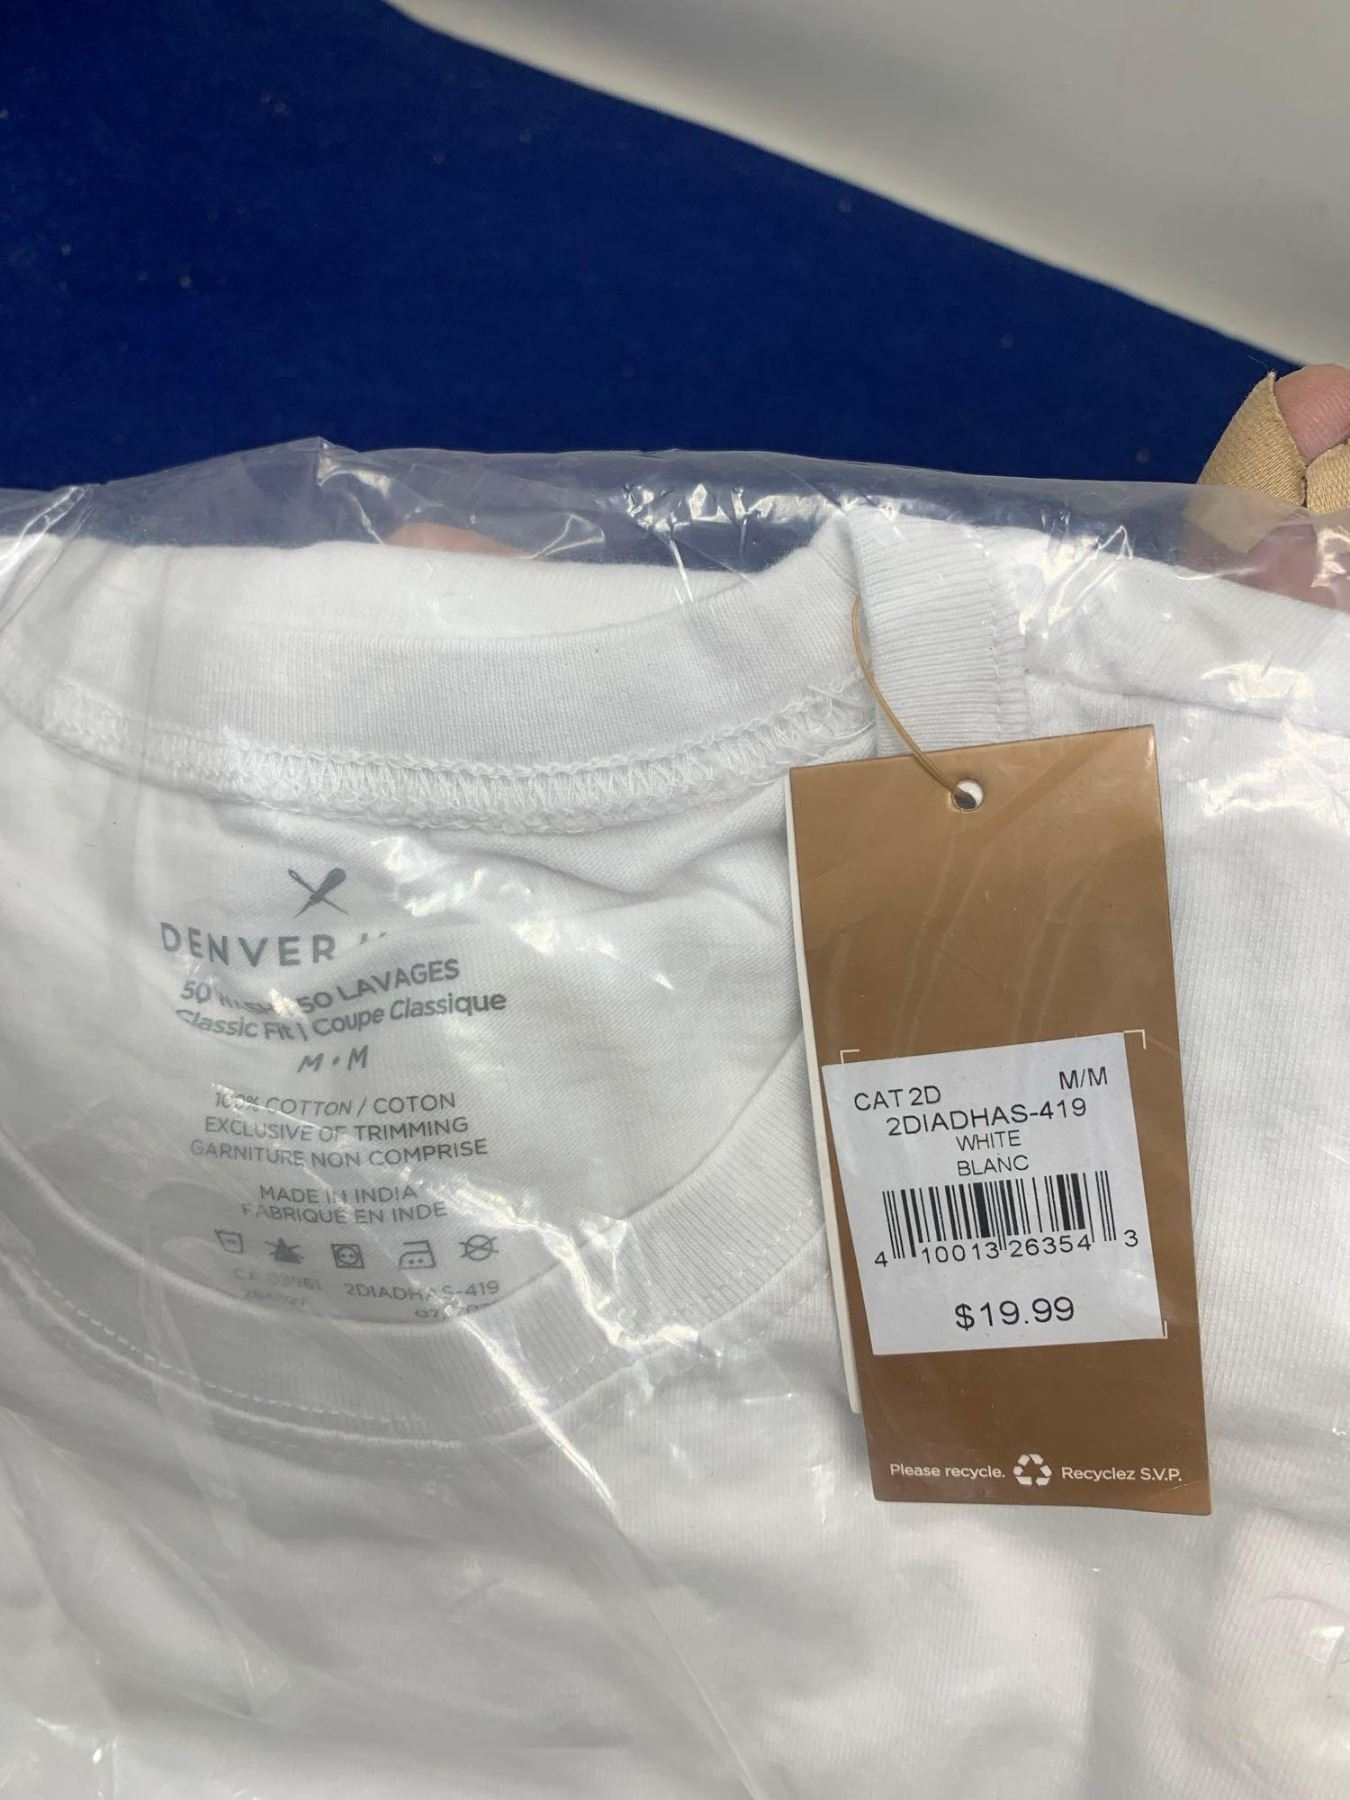 DENVER
50 LAVAGES
Classic Fit | Coupe Classique
M • M
100% COTTON / COTON
EXCLUSIVE OF TRIMMING
GARNITURE NON COMPRISE
MADE IN INDIA
FABRIQUÉ EN INDE
2DIADHAS-419
CAT 2D M/M
2DIADHAS-419
WHITE
BLANC
4 10013 26354 3
$19.99
Please recycle. Recyclez S.V.P.